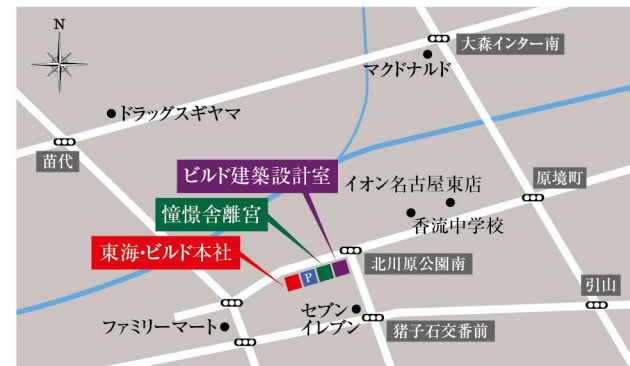 N
大森インター南
マクドナルド
ドラッグスギヤマ
苗代
ビルド建築設計室
イオン名古屋東店
原境町
憧憬舎離宮
香流中学校
東海・ビルド本社
北川原公園南
P
引山
セブン
イレブン
ファミリーマート
猪子石交番前